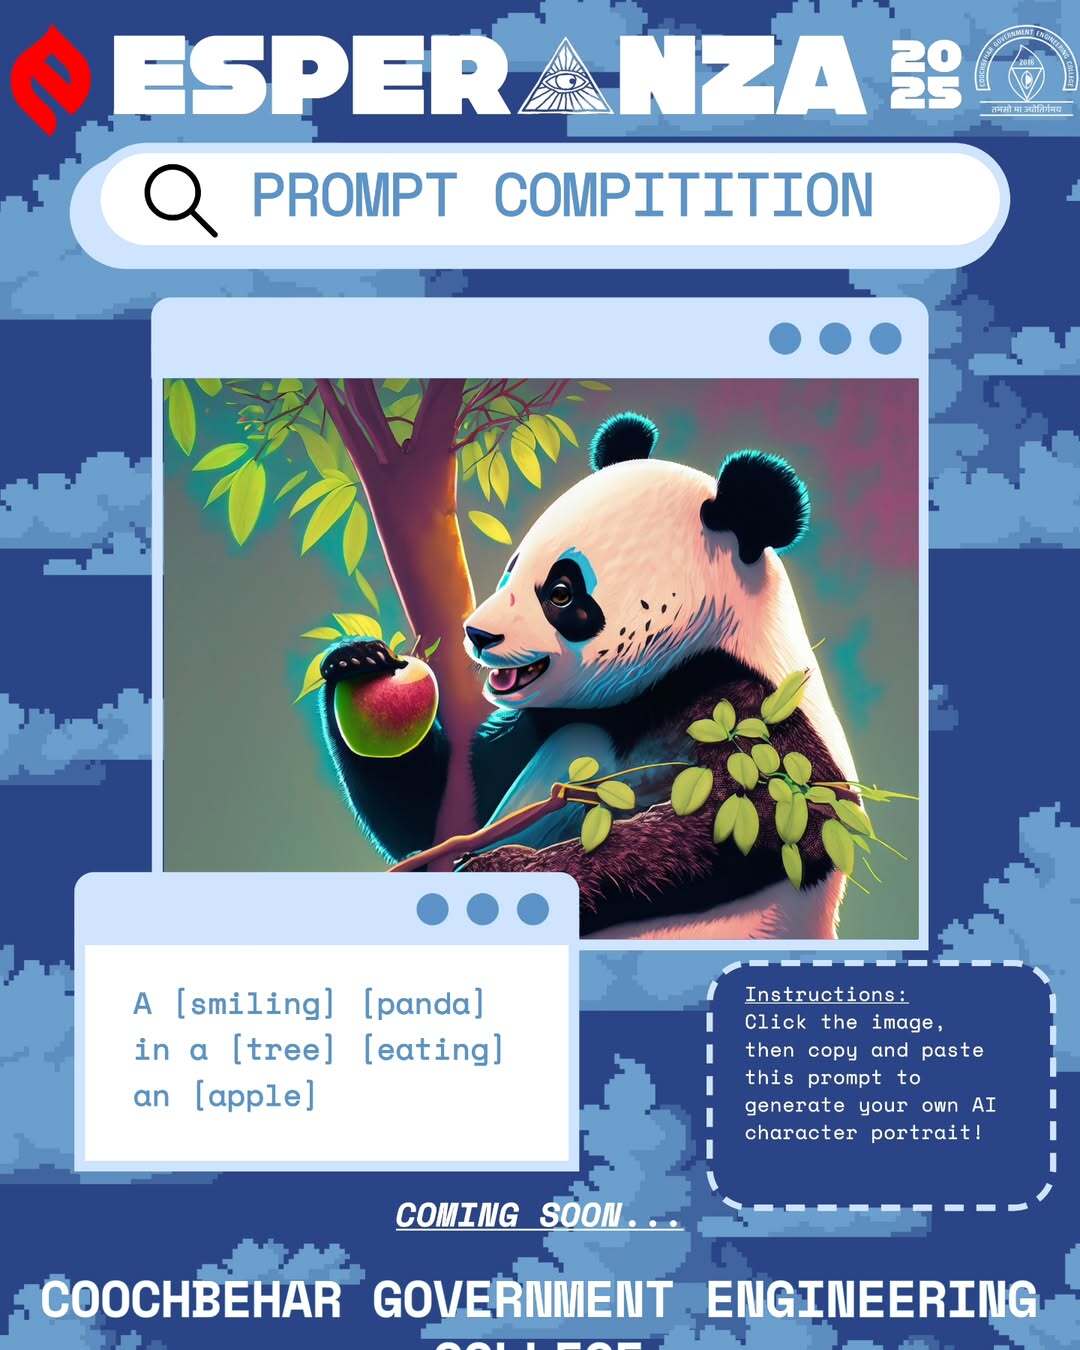 ESPERANZA
2025
COOCHBEHAR GOVERNMENT ENGINEERING COLLEGE
2016
तमसो मा ज्योतिर्गमय
PROMPT COMPITITION
A [smiling] [panda]
in a [tree] [eating]
an [apple]
Instructions:
Click the image,
then copy and paste
this prompt to
generate your own AI
character portrait!
COMING SOON...
COOCHBEHAR GOVERNMENT ENGINEERING
COLLEGE